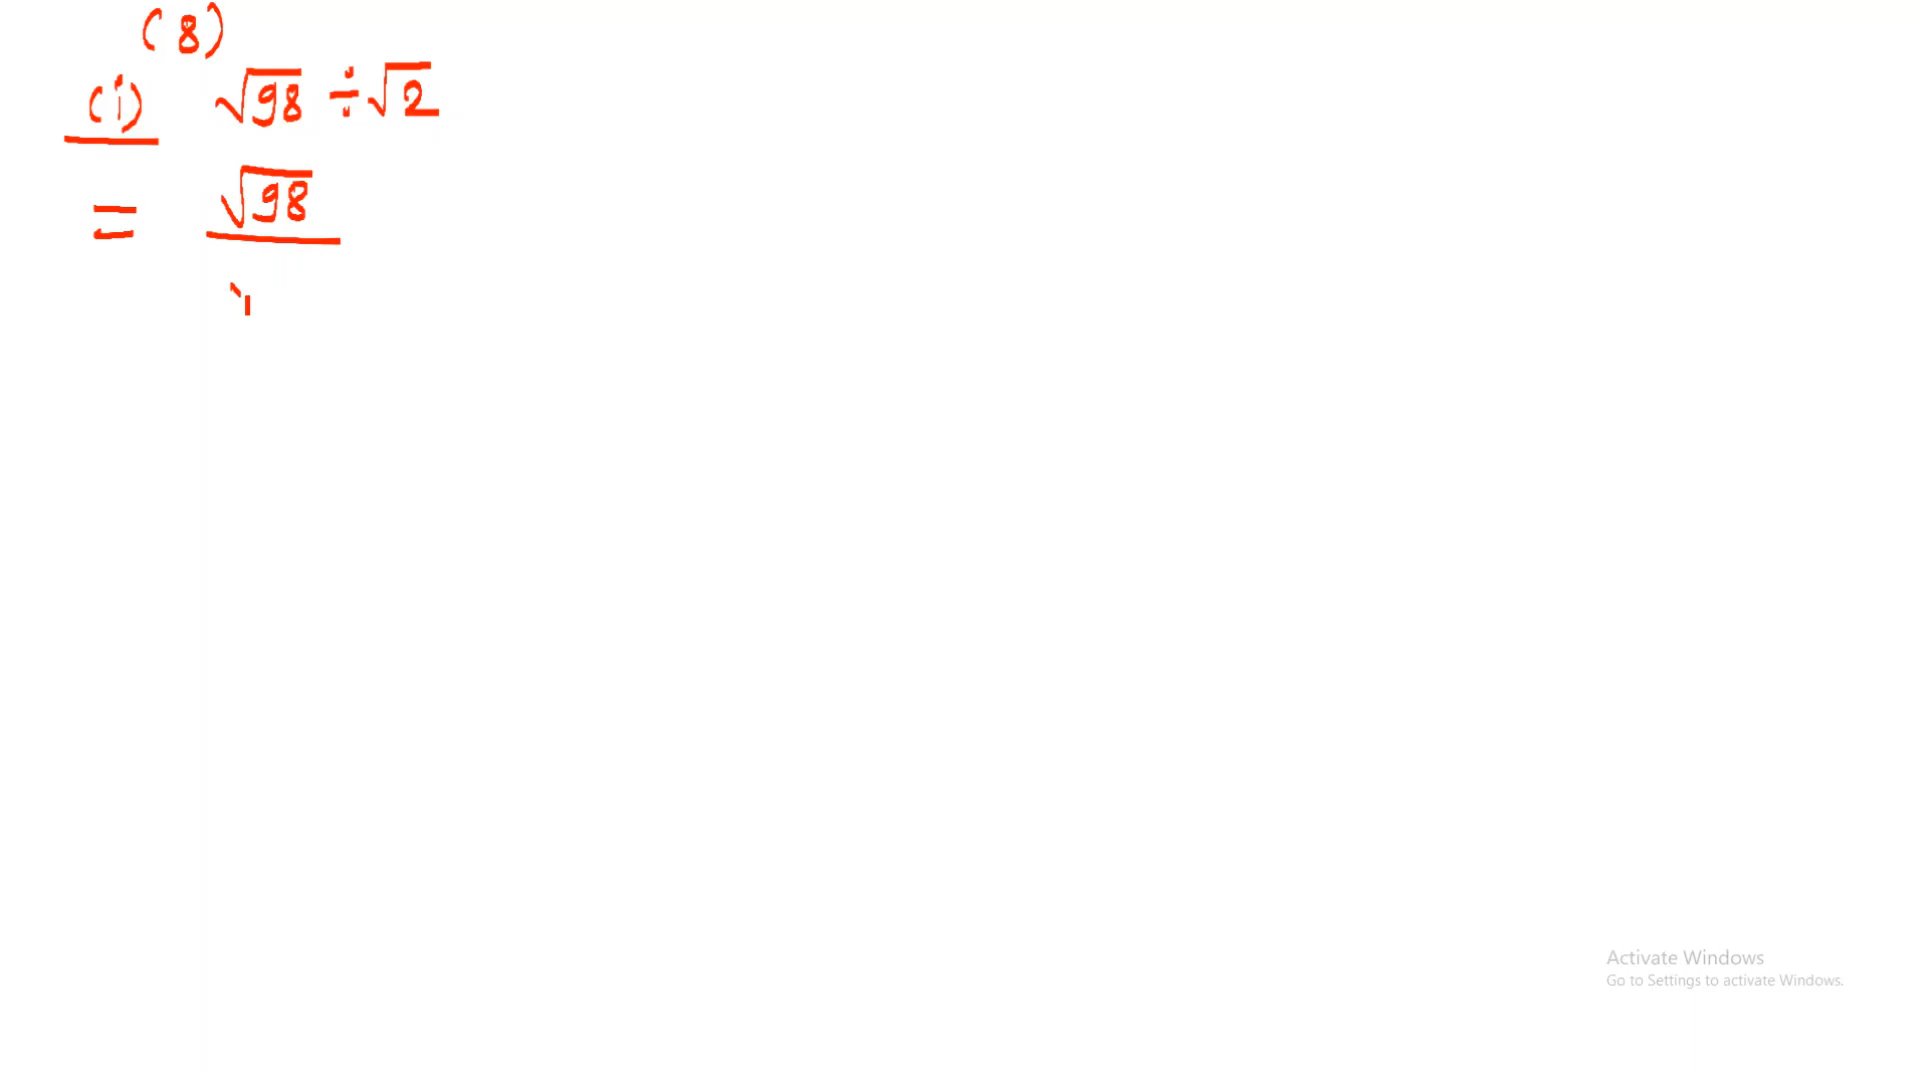 (8)
(i) √98 ÷ √2
= √98
Activate Windows
Go to Settings to activate Windows.